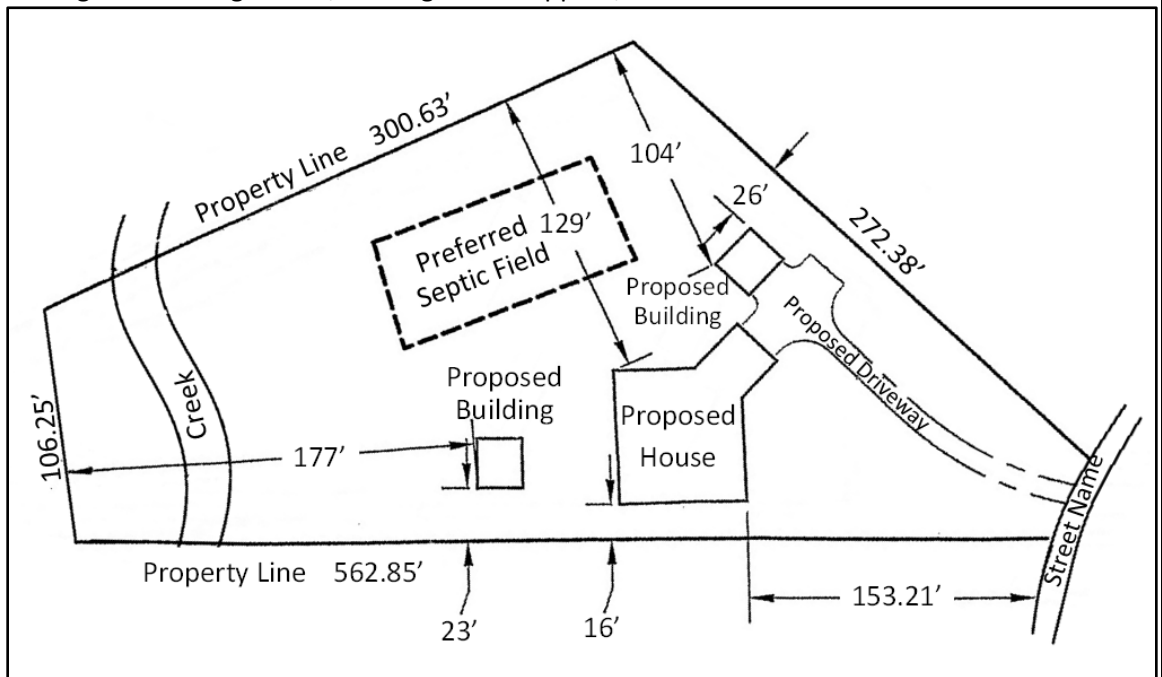 Property Line 300.63’
104’
26’
129’
Preferred
Septic Field
272.38’
Proposed
Building
Proposed Driveway
Proposed
Building
Creek
106.25’
177’
Proposed
House
Street Name
Property Line 562.85’
153.21’
23’
16’